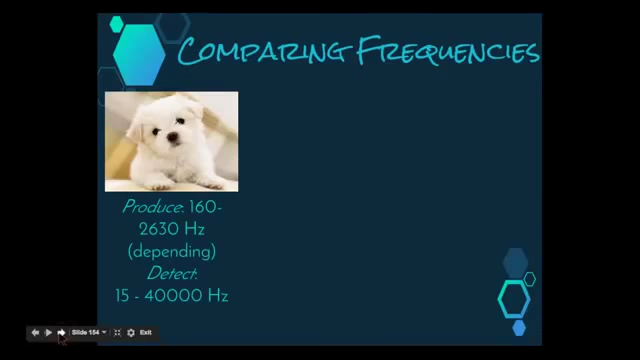 Comparing Frequencies
Produce: 160-
2630 Hz
(depending)
Detect:
15 - 40000 Hz
Slide 154
Exit